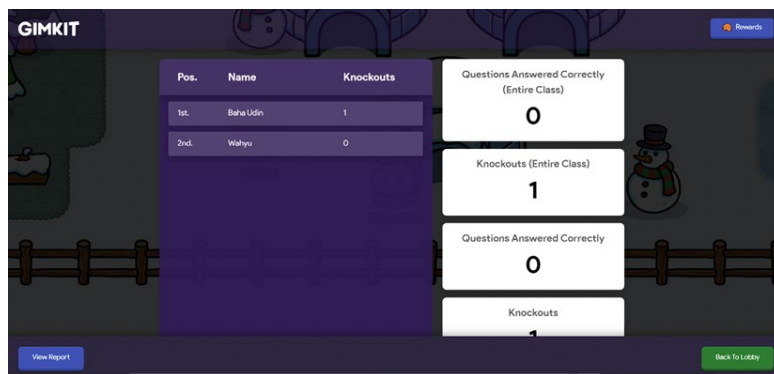 GIMKIT
Rewards
Pos. Name Knockouts
1st. Baha Udin 1
2nd. Wahyu 0
Questions Answered Correctly
(Entire Class)
0
Knockouts (Entire Class)
1
Questions Answered Correctly
0
Knockouts
1
View Report
Back To Lobby